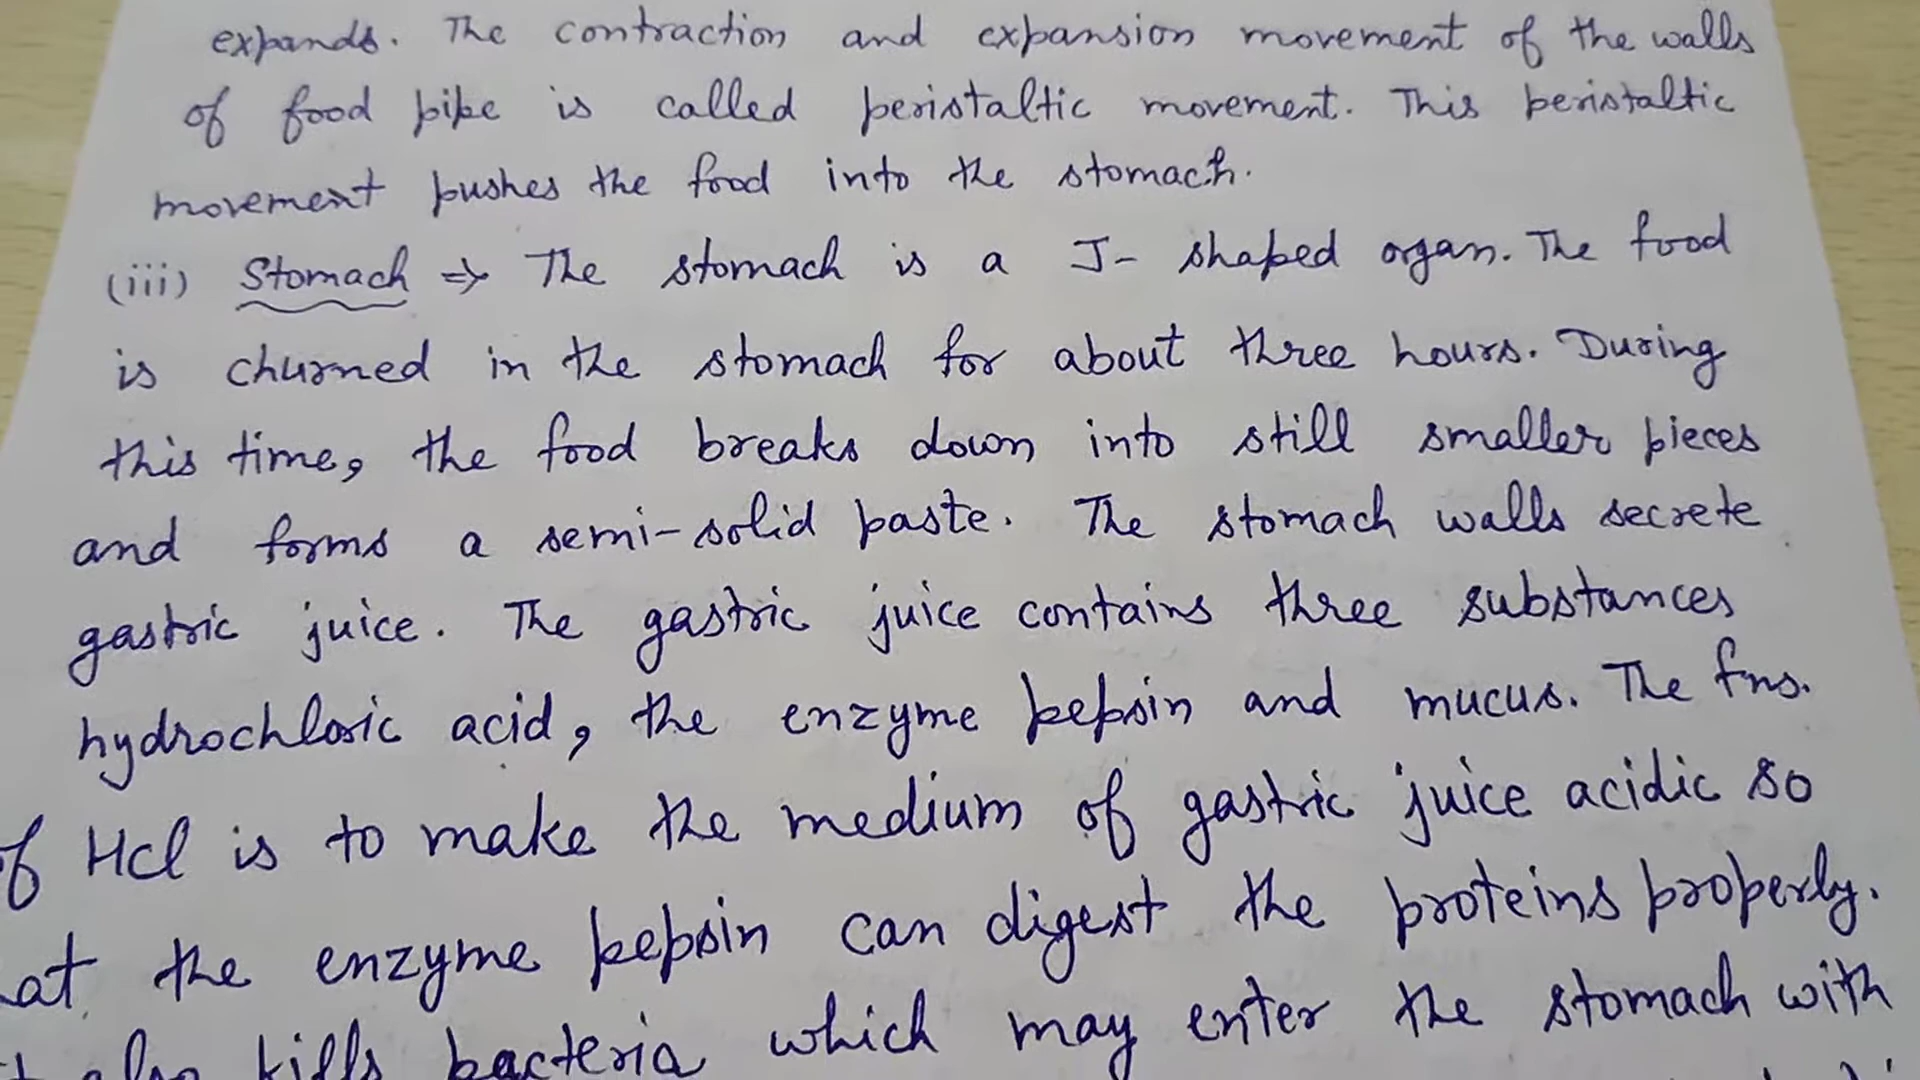 expands. The contraction and expansion movement of the walls
of food pipe is called peristaltic movement. This peristaltic
movement pushes the food into the stomach.
(iii) Stomach ⇒ The stomach is a J- shaped organ. The food
is churned in the stomach for about three hours. During
this time, the food breaks down into still smaller pieces
and forms a semi-solid paste. The stomach walls secrete
gastric juice. The gastric juice contains three substances
hydrochloric acid, the enzyme pepsin and mucus. The fns.
of Hcl is to make the medium of gastric juice acidic so
at the enzyme pepsin can digest the proteins properly.
also kills bacteria which may enter the stomach with